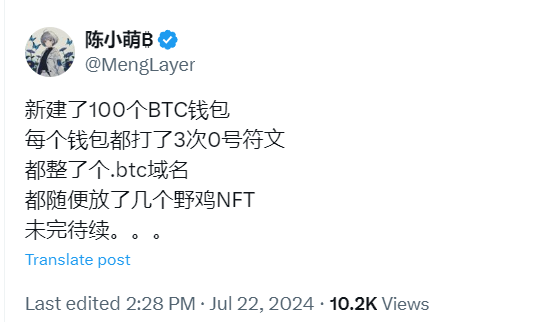 陈小萌₿
@MengLayer
新建了100个BTC钱包
每个钱包都打了3次0号符文
都整了个.btc域名
都随便放了几个野鸡NFT
未完待续。。。
Translate post
Last edited 2:28 PM · Jul 22, 2024 · 10.2K Views